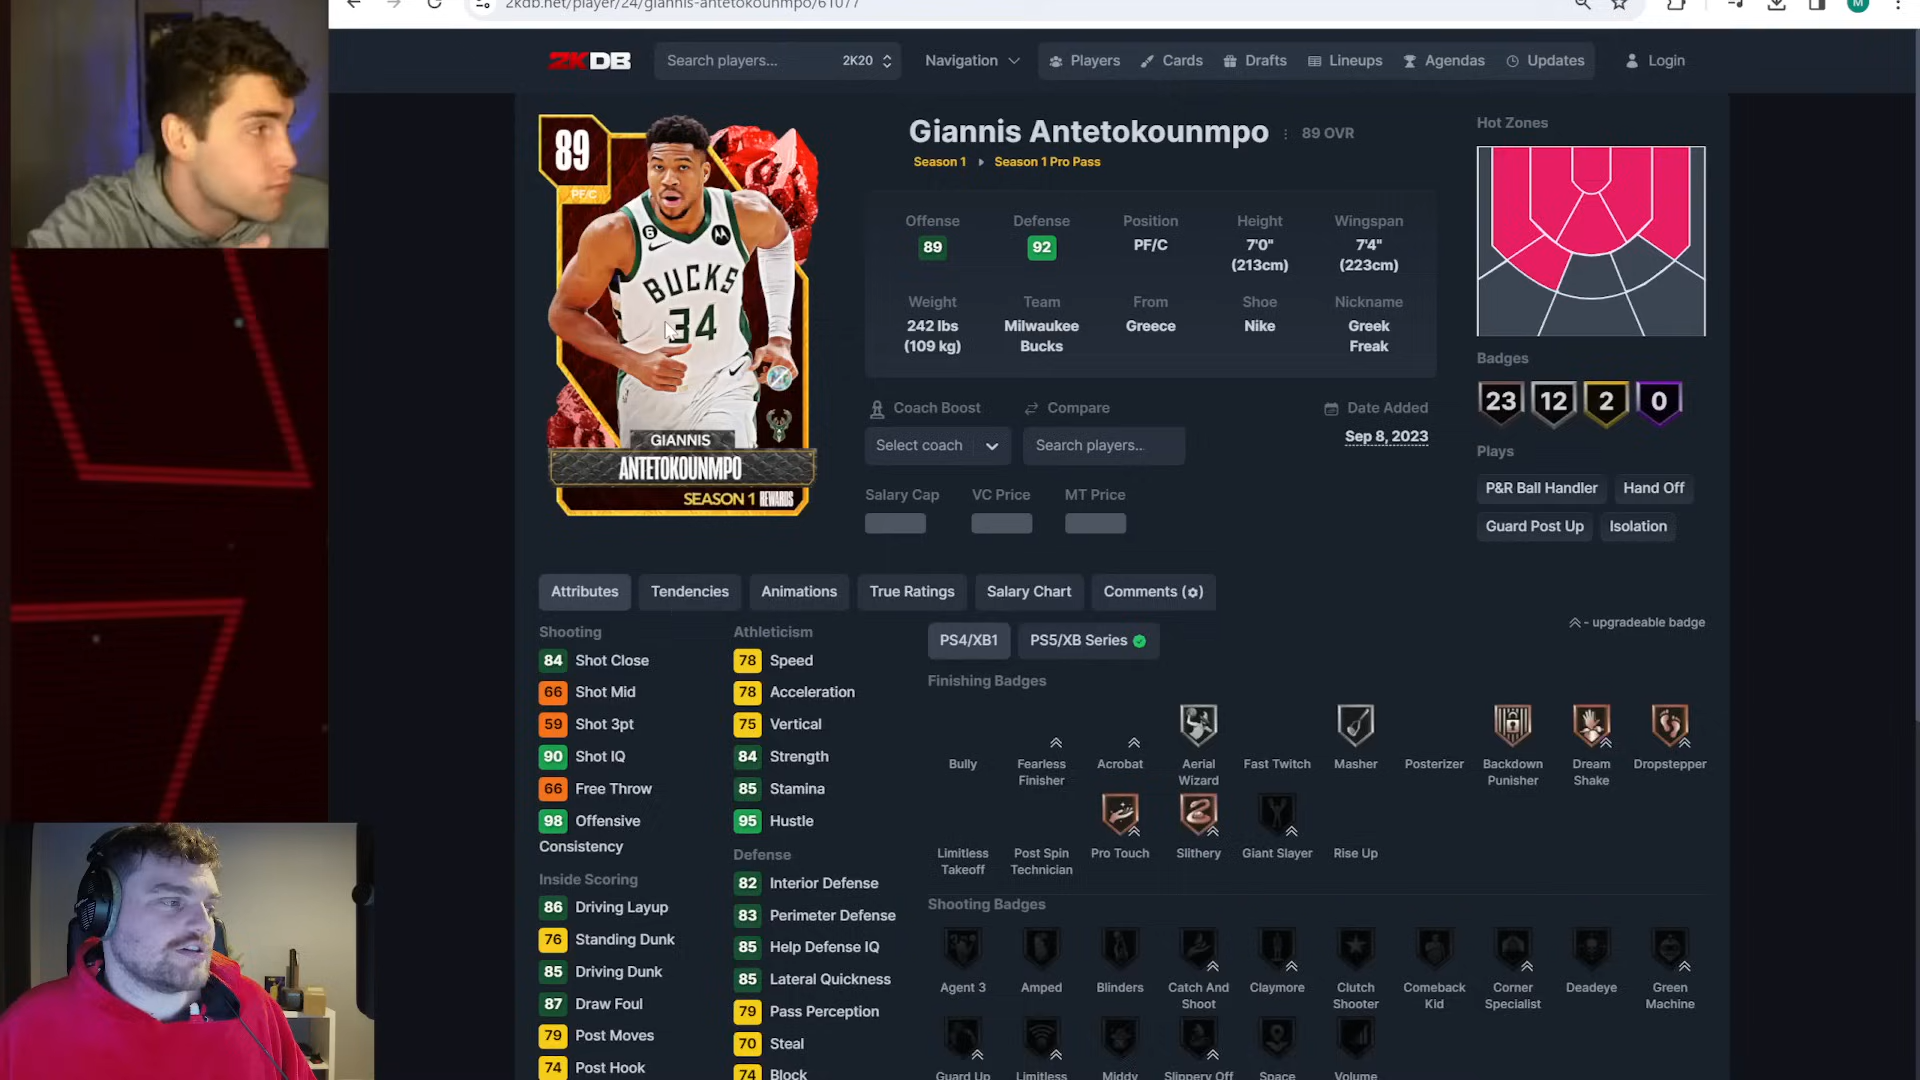 2kdb.net/player/24/giannis-antetokounmpo/61077
M
2KDB
Search players...
2K20
Navigation
Players
Cards
Drafts
Lineups
Agendas
Updates
Login
89
PF/C
BUCKS
34
6
GIANNIS
ANTETOKOUNMPO
SEASON 1 REWARDS
Giannis Antetokounmpo
89 OVR
Season 1
Season 1 Pro Pass
Offense
89
Defense
92
Position
PF/C
Height
7'0"
(213cm)
Wingspan
7'4"
(223cm)
Weight
242 lbs
(109 kg)
Team
Milwaukee
Bucks
From
Greece
Shoe
Nike
Nickname
Greek
Freak
Coach Boost
Select coach
Compare
Search players...
Date Added
Sep 8, 2023
Salary Cap
VC Price
MT Price
Hot Zones
Badges
23
12
2
0
Plays
P&R Ball Handler
Hand Off
Guard Post Up
Isolation
Attributes
Tendencies
Animations
True Ratings
Salary Chart
Comments
- upgradeable badge
Shooting
84 Shot Close
66 Shot Mid
59 Shot 3pt
90 Shot IQ
66 Free Throw
98 Offensive
Consistency
Inside Scoring
86 Driving Layup
76 Standing Dunk
85 Driving Dunk
87 Draw Foul
79 Post Moves
74 Post Hook
Athleticism
78 Speed
78 Acceleration
75 Vertical
84 Strength
85 Stamina
95 Hustle
Defense
82 Interior Defense
83 Perimeter Defense
85 Help Defense IQ
85 Lateral Quickness
79 Pass Perception
70 Steal
74 Block
PS4/XB1
PS5/XB Series
Finishing Badges
Bully
Fearless
Finisher
Acrobat
Aerial
Wizard
Fast Twitch
Masher
Posterizer
Backdown
Punisher
Dream
Shake
Dropstepper
Limitless
Takeoff
Post Spin
Technician
Pro Touch
Slithery
Giant Slayer
Rise Up
Shooting Badges
Agent 3
Amped
Blinders
Catch And
Shoot
Claymore
Clutch
Shooter
Comeback
Kid
Corner
Specialist
Deadeye
Green
Machine
Guard Up
Limitless
Middy
Slippery Off
Space
Volume